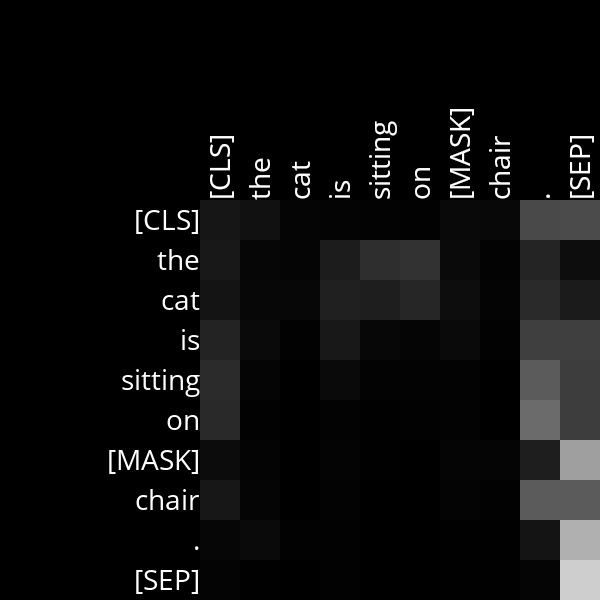 [CLS] the cat is sitting on [MASK] chair . [SEP]
[CLS]
the
cat
is
sitting
on
[MASK]
chair
.
[SEP]